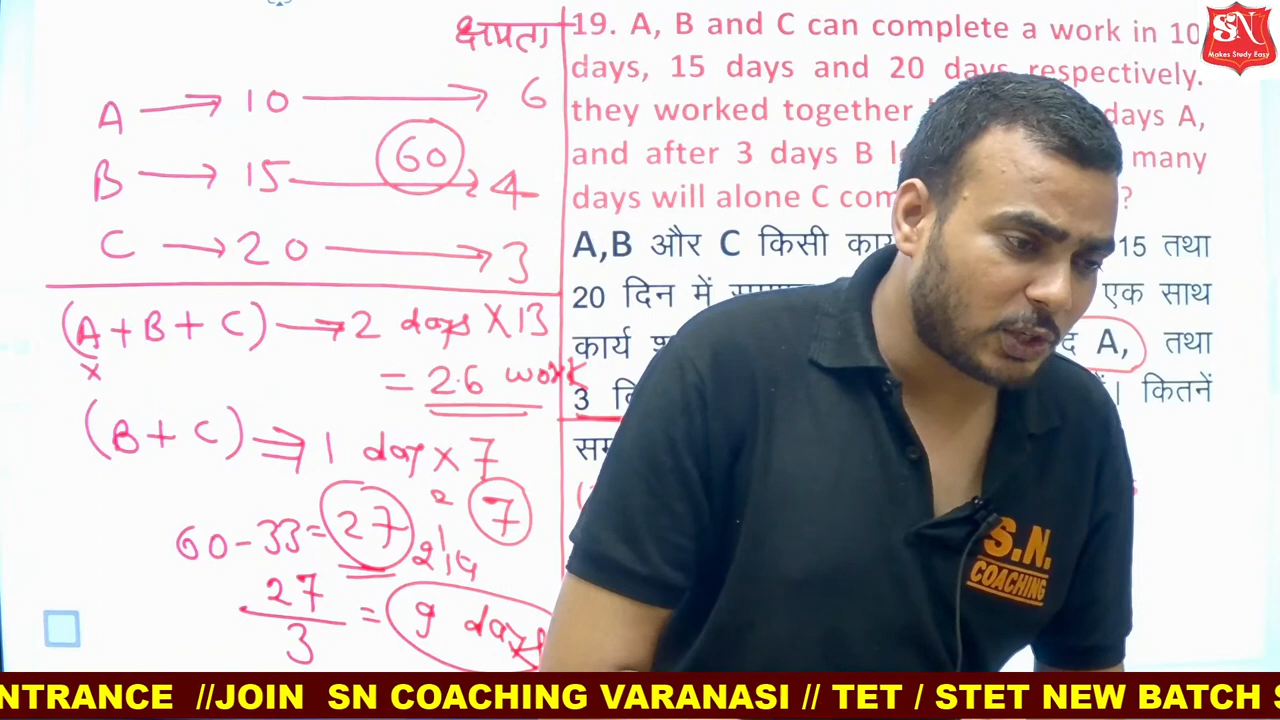 क्षमता
A → 10 → 6
B → 15 → 4
60
C → 20 → 3
(A + B + C) → 2 days × 13
×
= 26 work
(B + C) ⇒ 1 day × 7
7
60 - 33 = 27
27
3
= 9 days
19. A, B and C can complete a work in 10
days, 15 days and 20 days respectively.
they worked together days A,
and after 3 days B many
days will alone C ?
A,B और C किसी 15 तथा
20 दिन में एक साथ
कार्य A, तथा
3 कितनें
SN
Makes Study Easy
S.N.
COACHING
NTRANCE //JOIN SN COACHING VARANASI // TET / STET NEW BATCH S